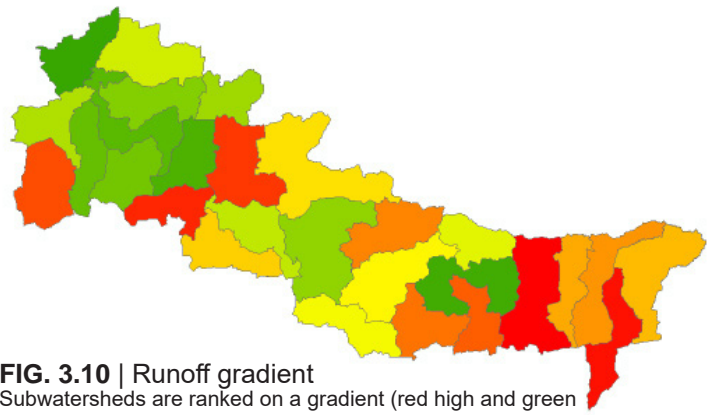 FIG. 3.10 | Runoff gradient
Subwatersheds are ranked on a gradient (red high and green